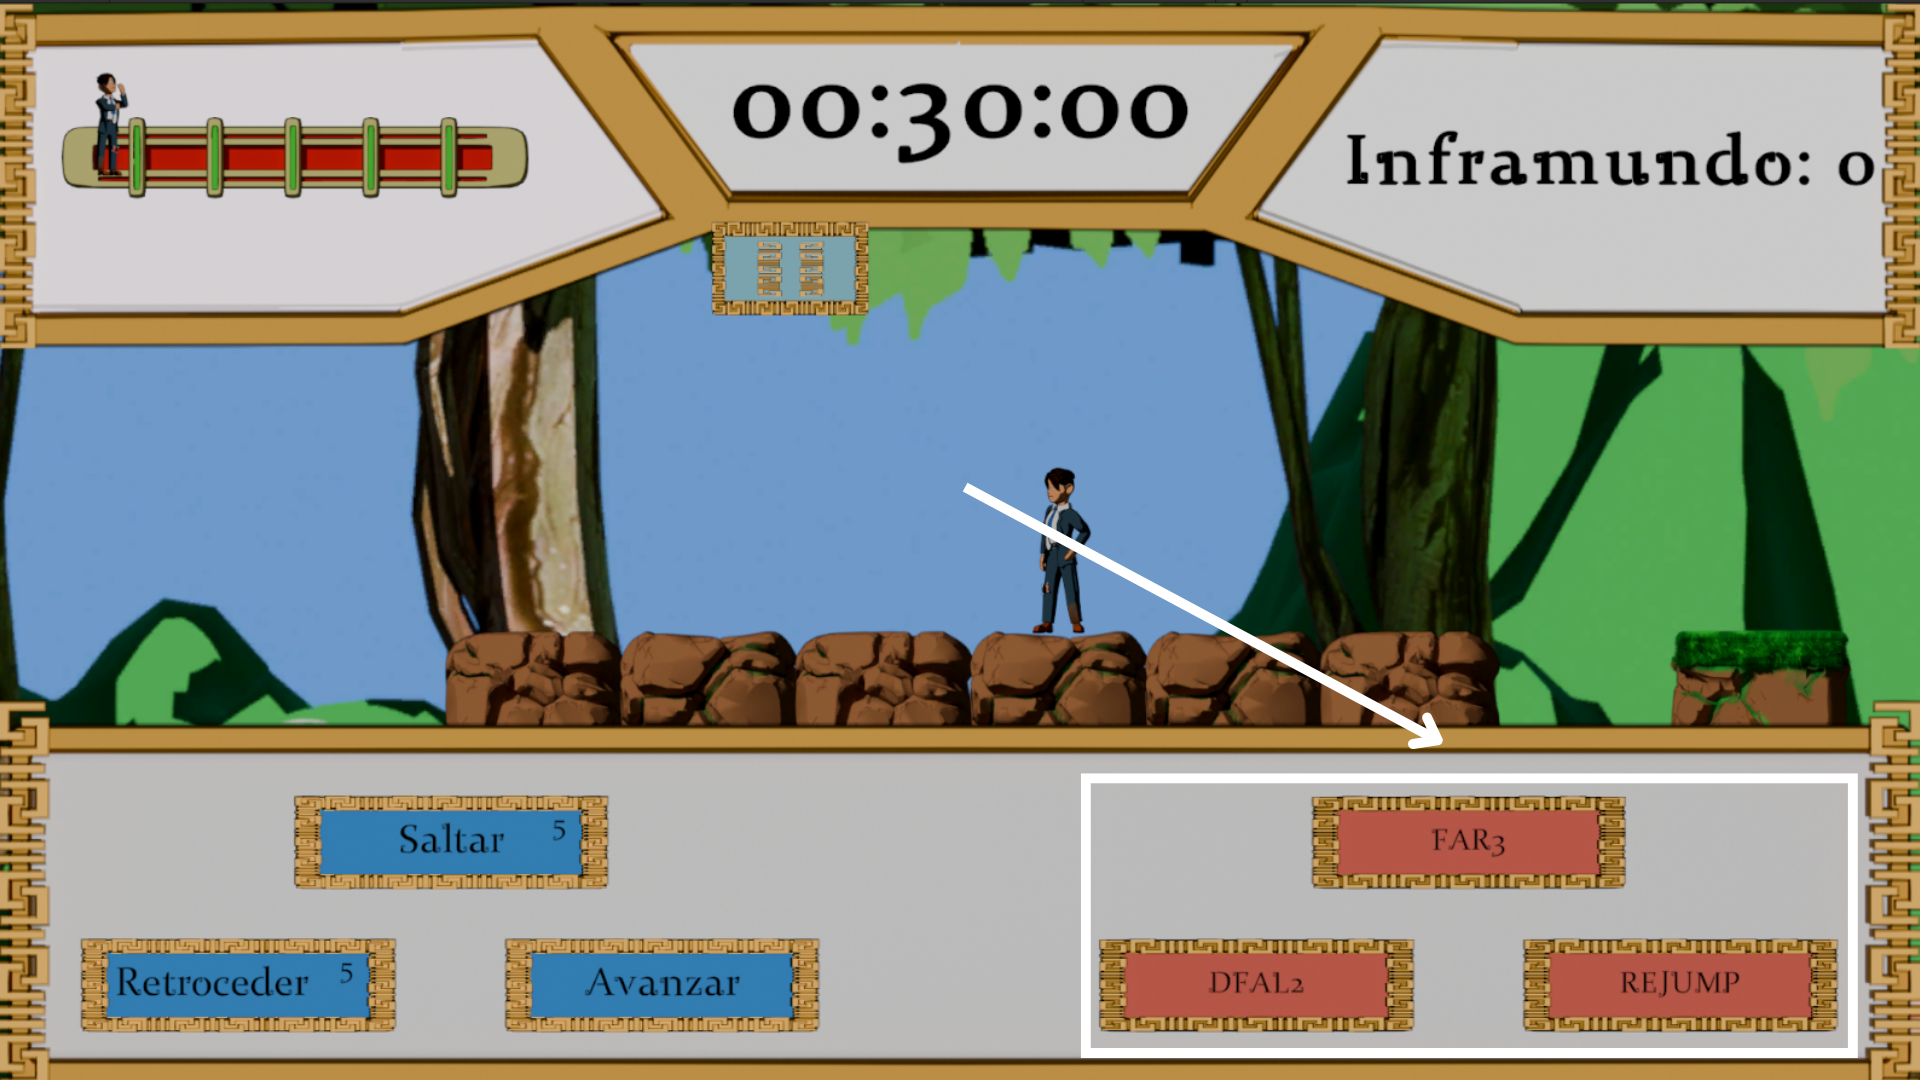 00:30:00
Inframundo: 0
Saltar 5
Retroceder 5
Avanzar
FAR3
DFAL2
REJUMP